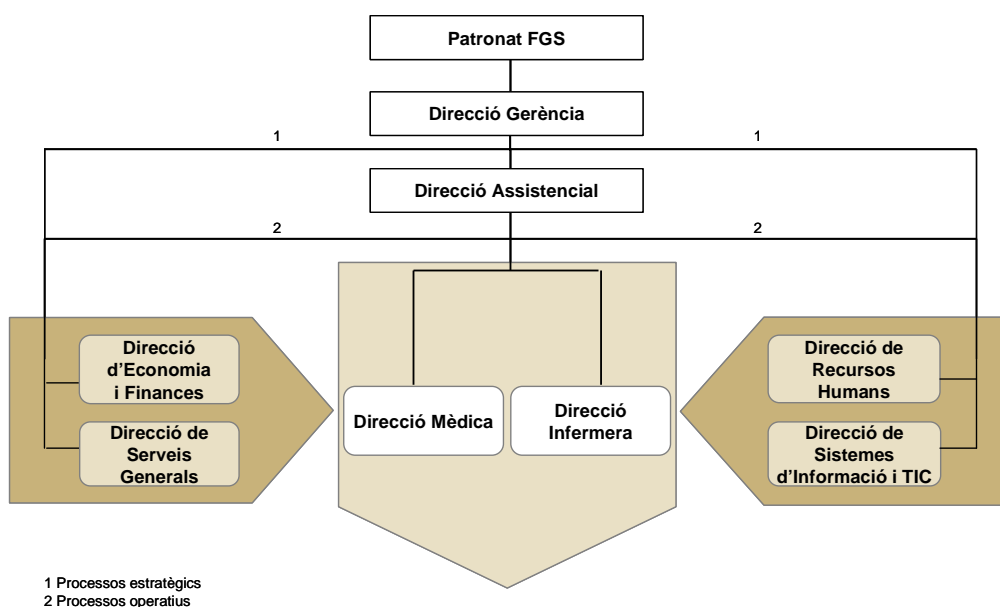 Patronat FGS
Direcció Gerència
1
1
Direcció Assistencial
2
2
Direcció
d'Economia
i Finances
Direcció de
Serveis
Generals
Direcció Mèdica
Direcció
Infermera
Direcció de
Recursos
Humans
Direcció de
Sistemes
d'Informació i TIC
1 Processos estratègics
2 Processos operatius